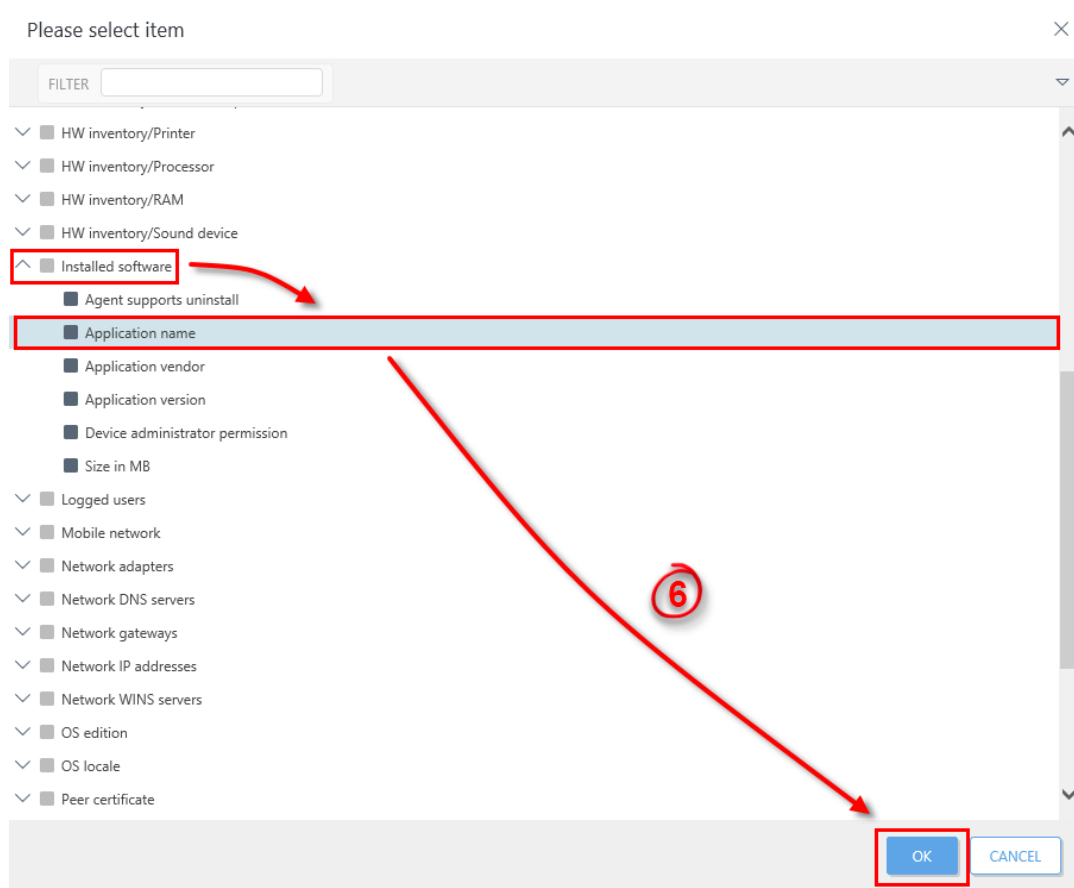 Please select item
FILTER
HW inventory/Printer
HW inventory/Processor
HW inventory/RAM
HW inventory/Sound device
Installed software
Agent supports uninstall
Application name
Application vendor
Application version
Device administrator permission
Size in MB
Logged users
Mobile network
Network adapters
Network DNS servers
6
Network gateways
Network IP addresses
Network WINS servers
OS edition
OS locale
Peer certificate
OK CANCEL